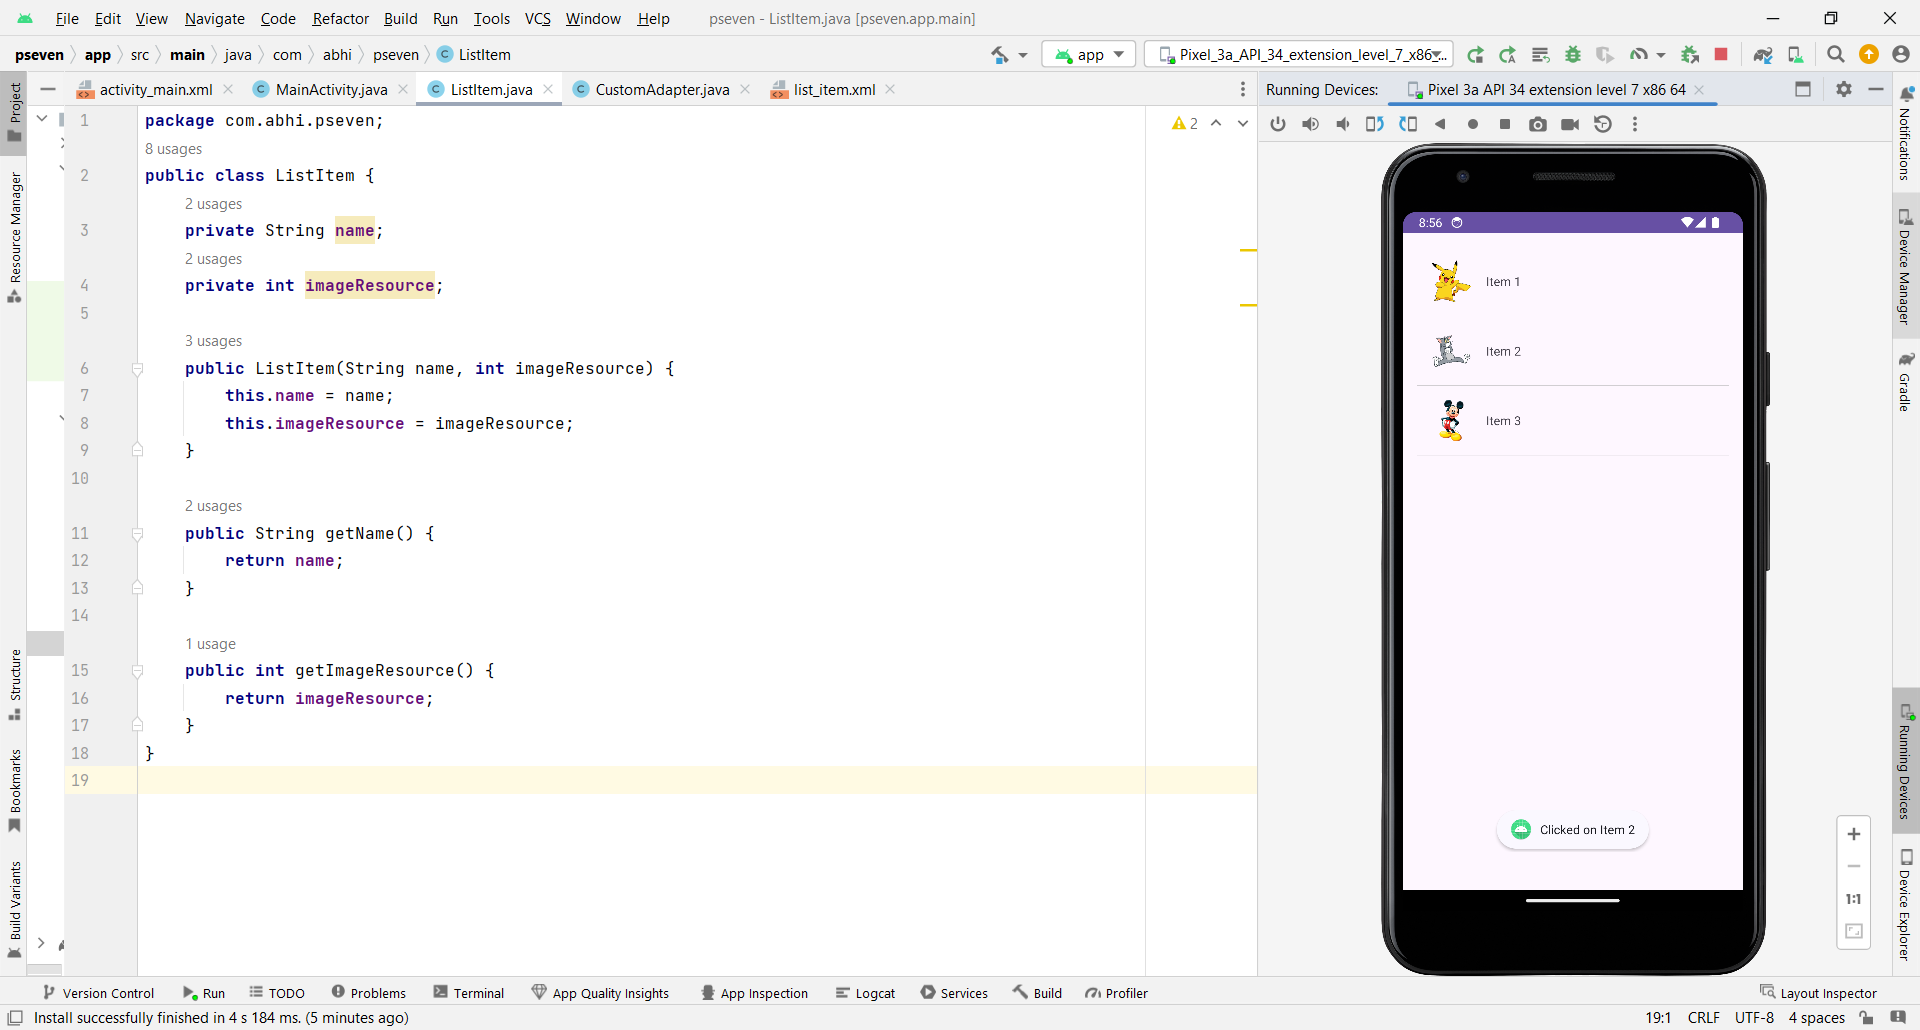 File Edit View Navigate Code Refactor Build Run Tools VCS Window Help pseven - ListItem.java [pseven.app.main]
pseven app src main java com abhi pseven ListItem app Pixel_3a_API_34_extension_level_7_x86_...
activity_main.xml MainActivity.java ListItem.java CustomAdapter.java list_item.xml
Running Devices: Pixel 3a API 34 extension level 7 x86 64
Project
Resource Manager
Structure
Bookmarks
Build Variants
1 package com.abhi.pseven;
8 usages
2 public class ListItem {
2 usages
3 private String name;
2 usages
4 private int imageResource;
5
3 usages
6 public ListItem(String name, int imageResource) {
7 this.name = name;
8 this.imageResource = imageResource;
9 }
10
2 usages
11 public String getName() {
12 return name;
13 }
14
1 usage
15 public int getImageResource() {
16 return imageResource;
17 }
18 }
19
2
8:56
Item 1
Item 2
Item 3
Clicked on Item 2
1:1
Notifications
Device Manager
Gradle
Running Devices
Device Explorer
Version Control Run TODO Problems Terminal App Quality Insights App Inspection Logcat Services Build Profiler Layout Inspector
Install successfully finished in 4 s 184 ms. (5 minutes ago) 19:1 CRLF UTF-8 4 spaces